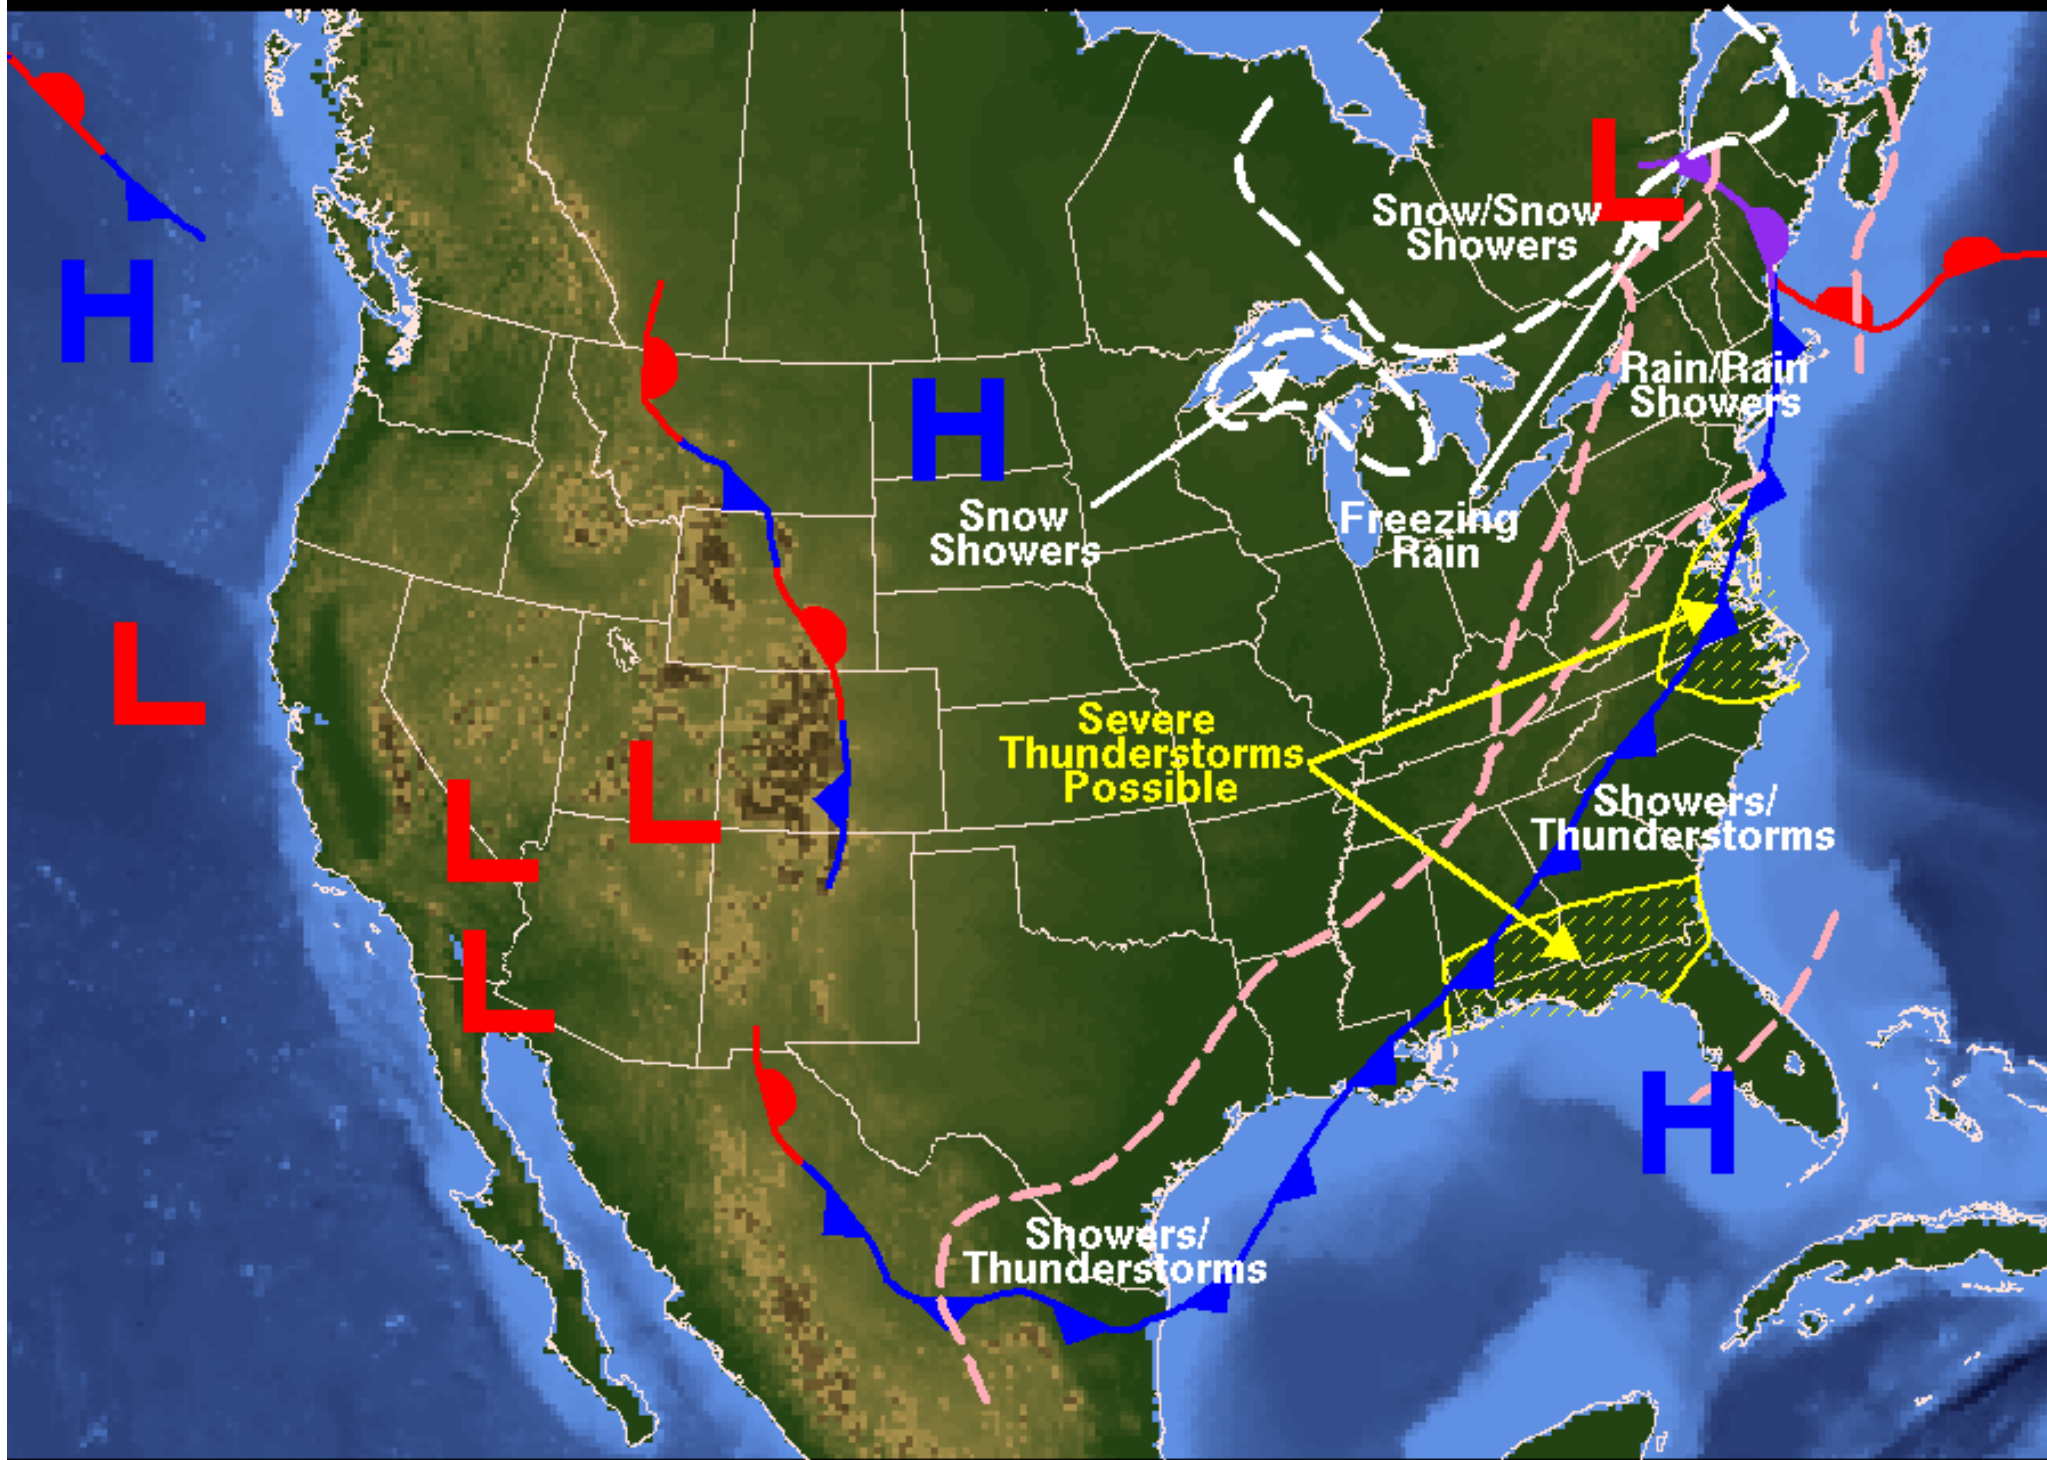 L
Snow/Snow
Showers
H
Rain/Rain
Showers
H
Snow
Showers
Freezing
Rain
L
Severe
Thunderstorms
Possible
L
L
Showers/
Thunderstorms
L
H
Showers/
Thunderstorms